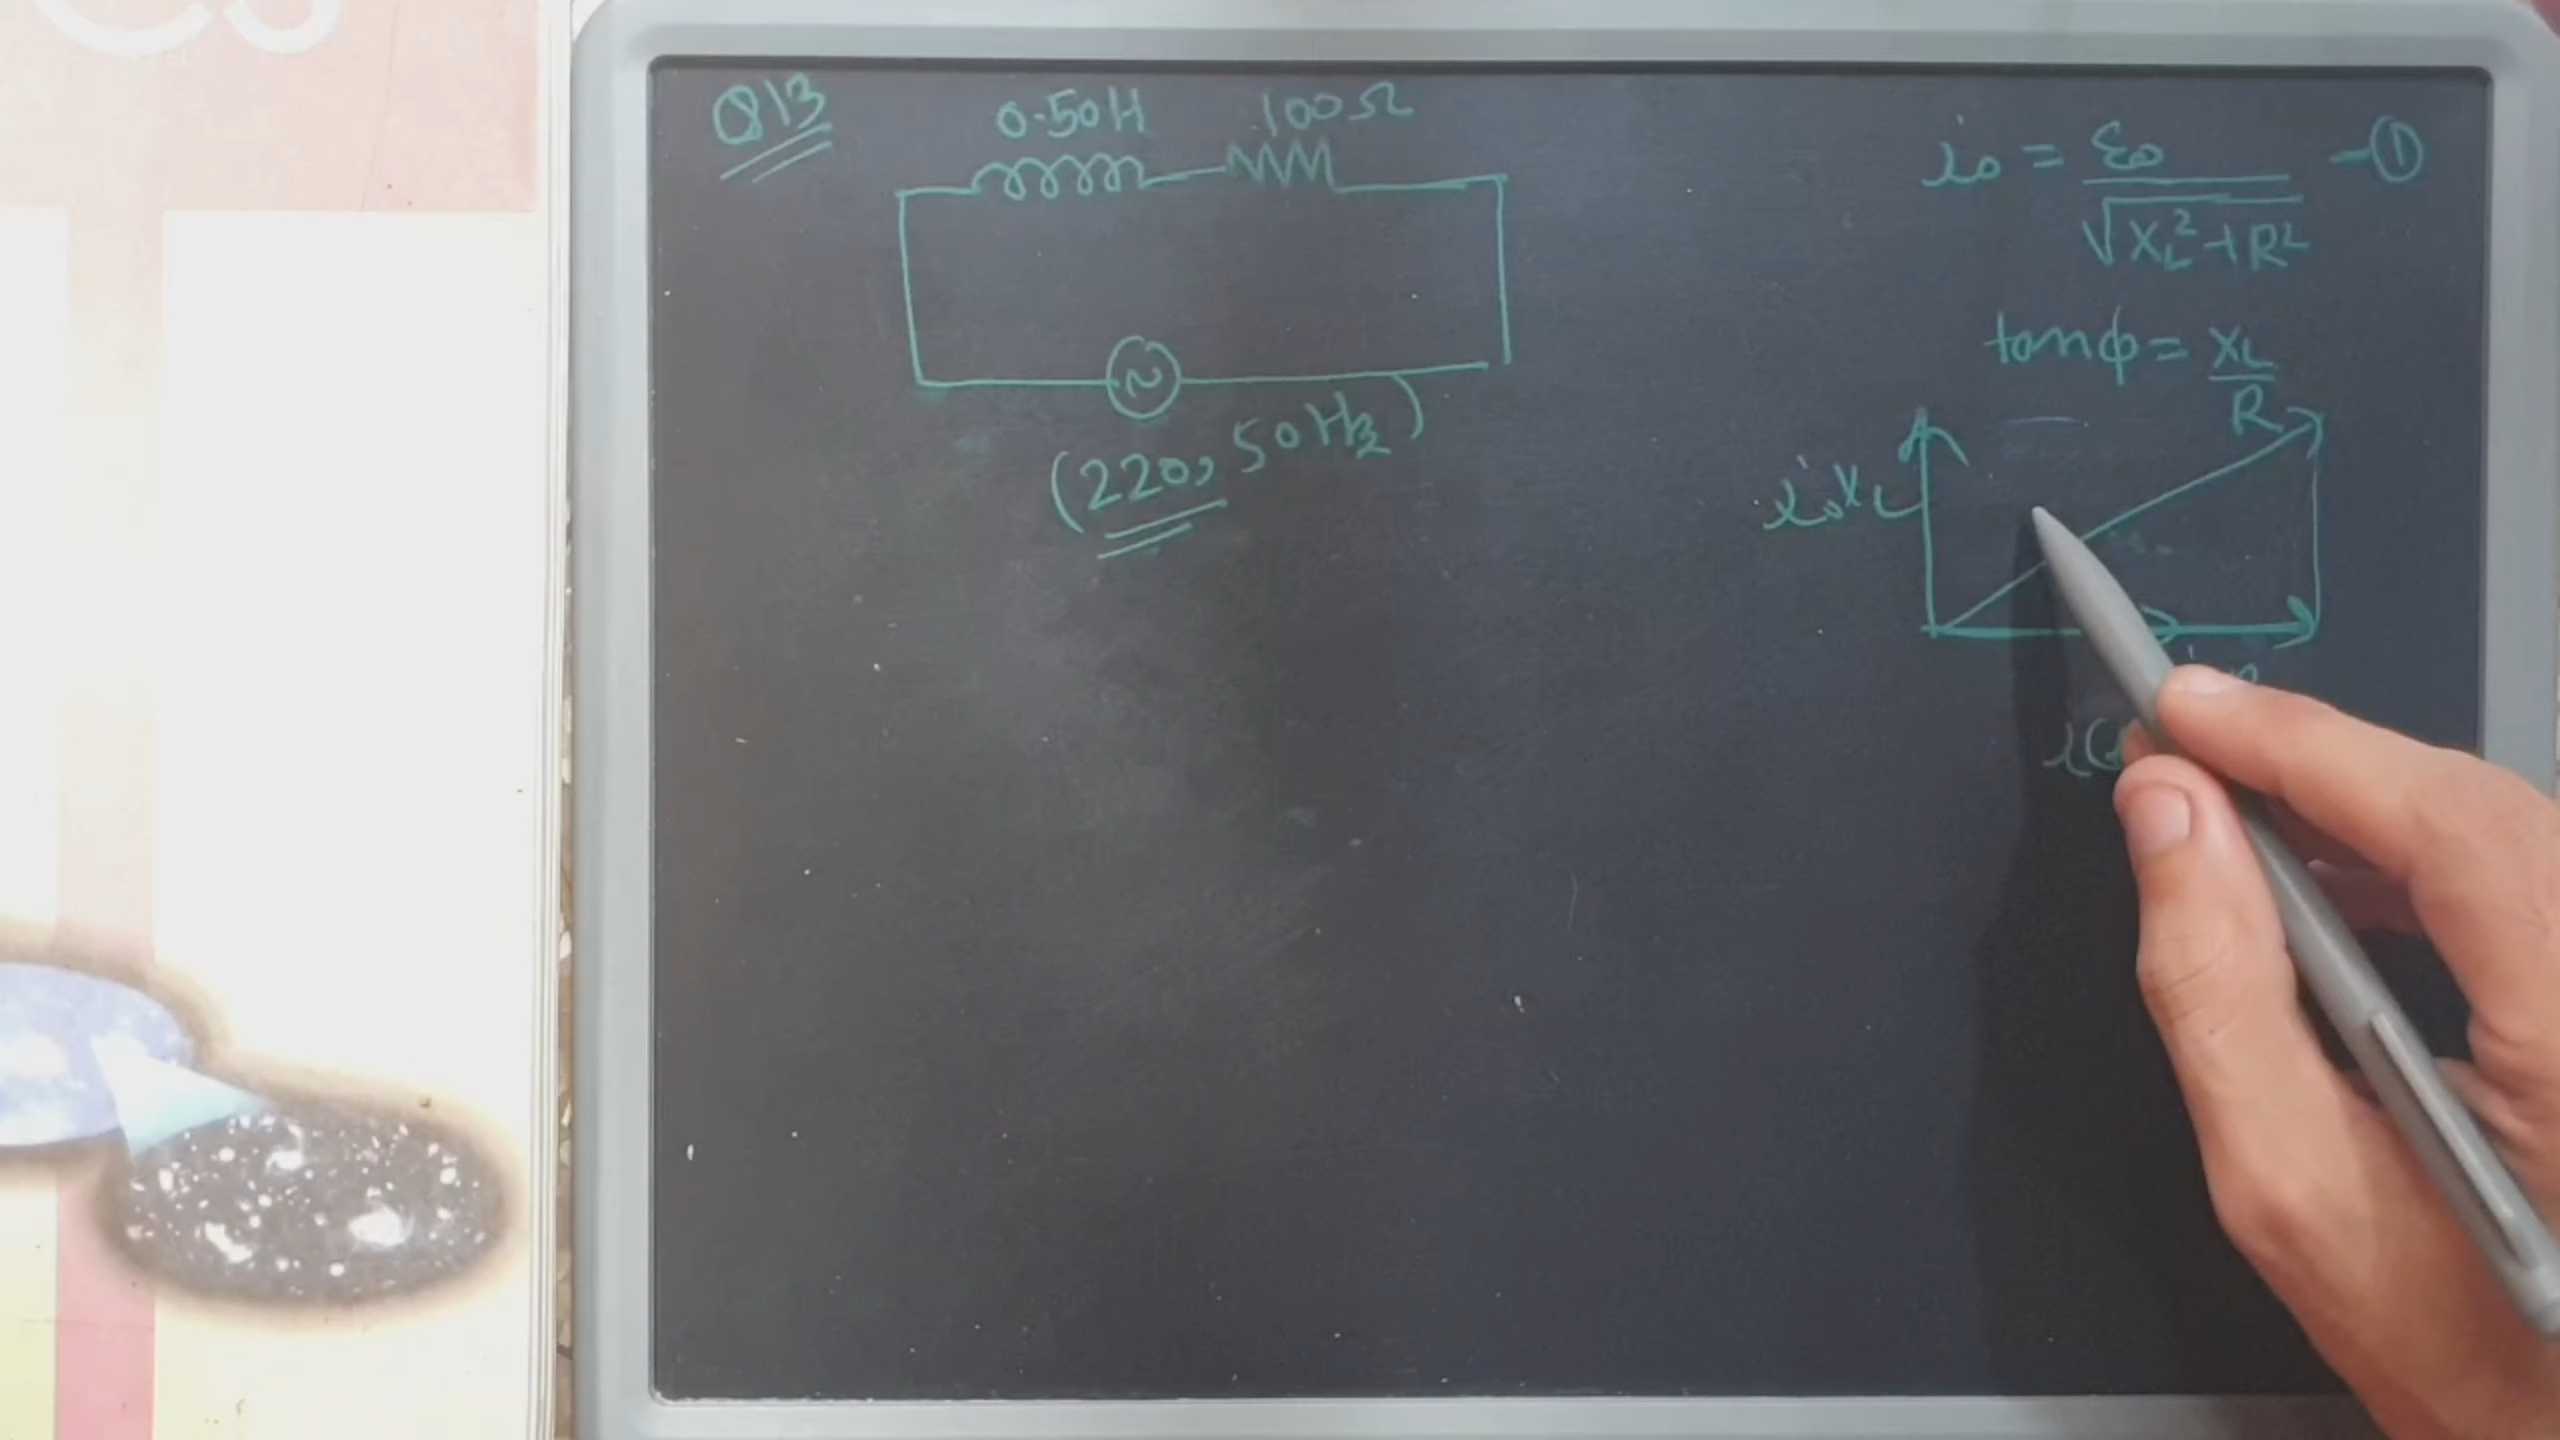 Q13
0.50H 100Ω
(220, 50Hz)
i₀ = ε₀ / √(X_L² + R²) -①
tanφ = X_L / R
i₀X_L